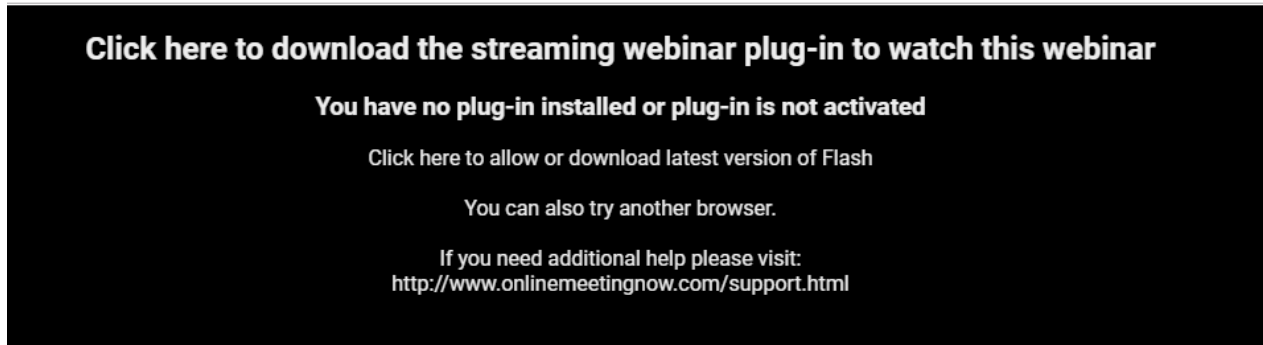 Click here to download the streaming webinar plug-in to watch this webinar
You have no plug-in installed or plug-in is not activated
Click here to allow or download latest version of Flash
You can also try another browser.
If you need additional help please visit:
http://www.onlinemeetingnow.com/support.html